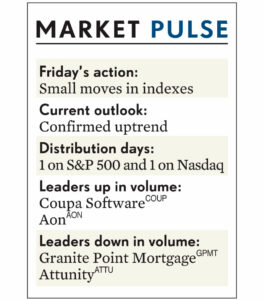 MARKET PULSE
Friday's action:
Small moves in indexes
Current outlook:
Confirmed uptrend
Distribution days:
1 on S&P 500 and 1 on Nasdaq
Leaders up in volume:
Coupa Software COUP
Aon AON
Leaders down in volume:
Granite Point Mortgage GPMT
Attunity ATTU